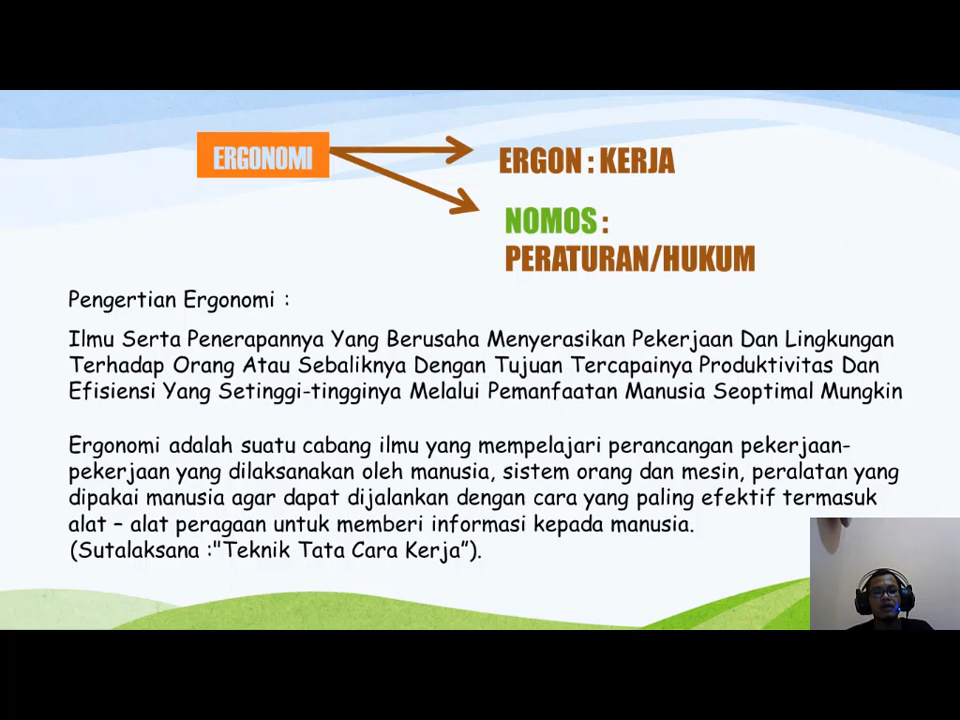 ERGONOMI
ERGON : KERJA
NOMOS :
PERATURAN/HUKUM
Pengertian Ergonomi :
Ilmu Serta Penerapannya Yang Berusaha Menyerasikan Pekerjaan Dan Lingkungan
Terhadap Orang Atau Sebaliknya Dengan Tujuan Tercapainya Produktivitas Dan
Efisiensi Yang Setinggi-tingginya Melalui Pemanfaatan Manusia Seoptimal Mungkin
Ergonomi adalah suatu cabang ilmu yang mempelajari perancangan pekerjaan-
pekerjaan yang dilaksanakan oleh manusia, sistem orang dan mesin, peralatan yang
dipakai manusia agar dapat dijalankan dengan cara yang paling efektif termasuk
alat – alat peragaan untuk memberi informasi kepada manusia.
(Sutalaksana :"Teknik Tata Cara Kerja”).